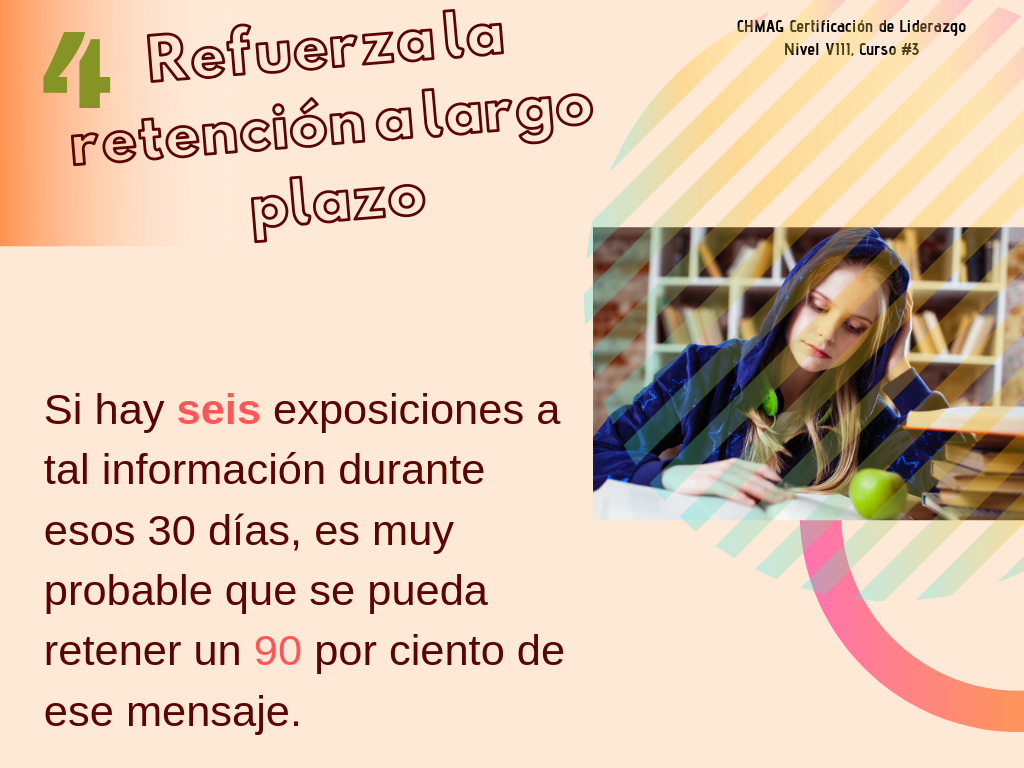 CHMAG Certificación de Liderazgo
Nivel V111, Curso #3
4
Refuerza la
retención a largo
plazo
Si hay seis exposiciones a
tal información durante
esos 30 días, es muy
probable que se pueda
retener un 90 por ciento de
ese mensaje.